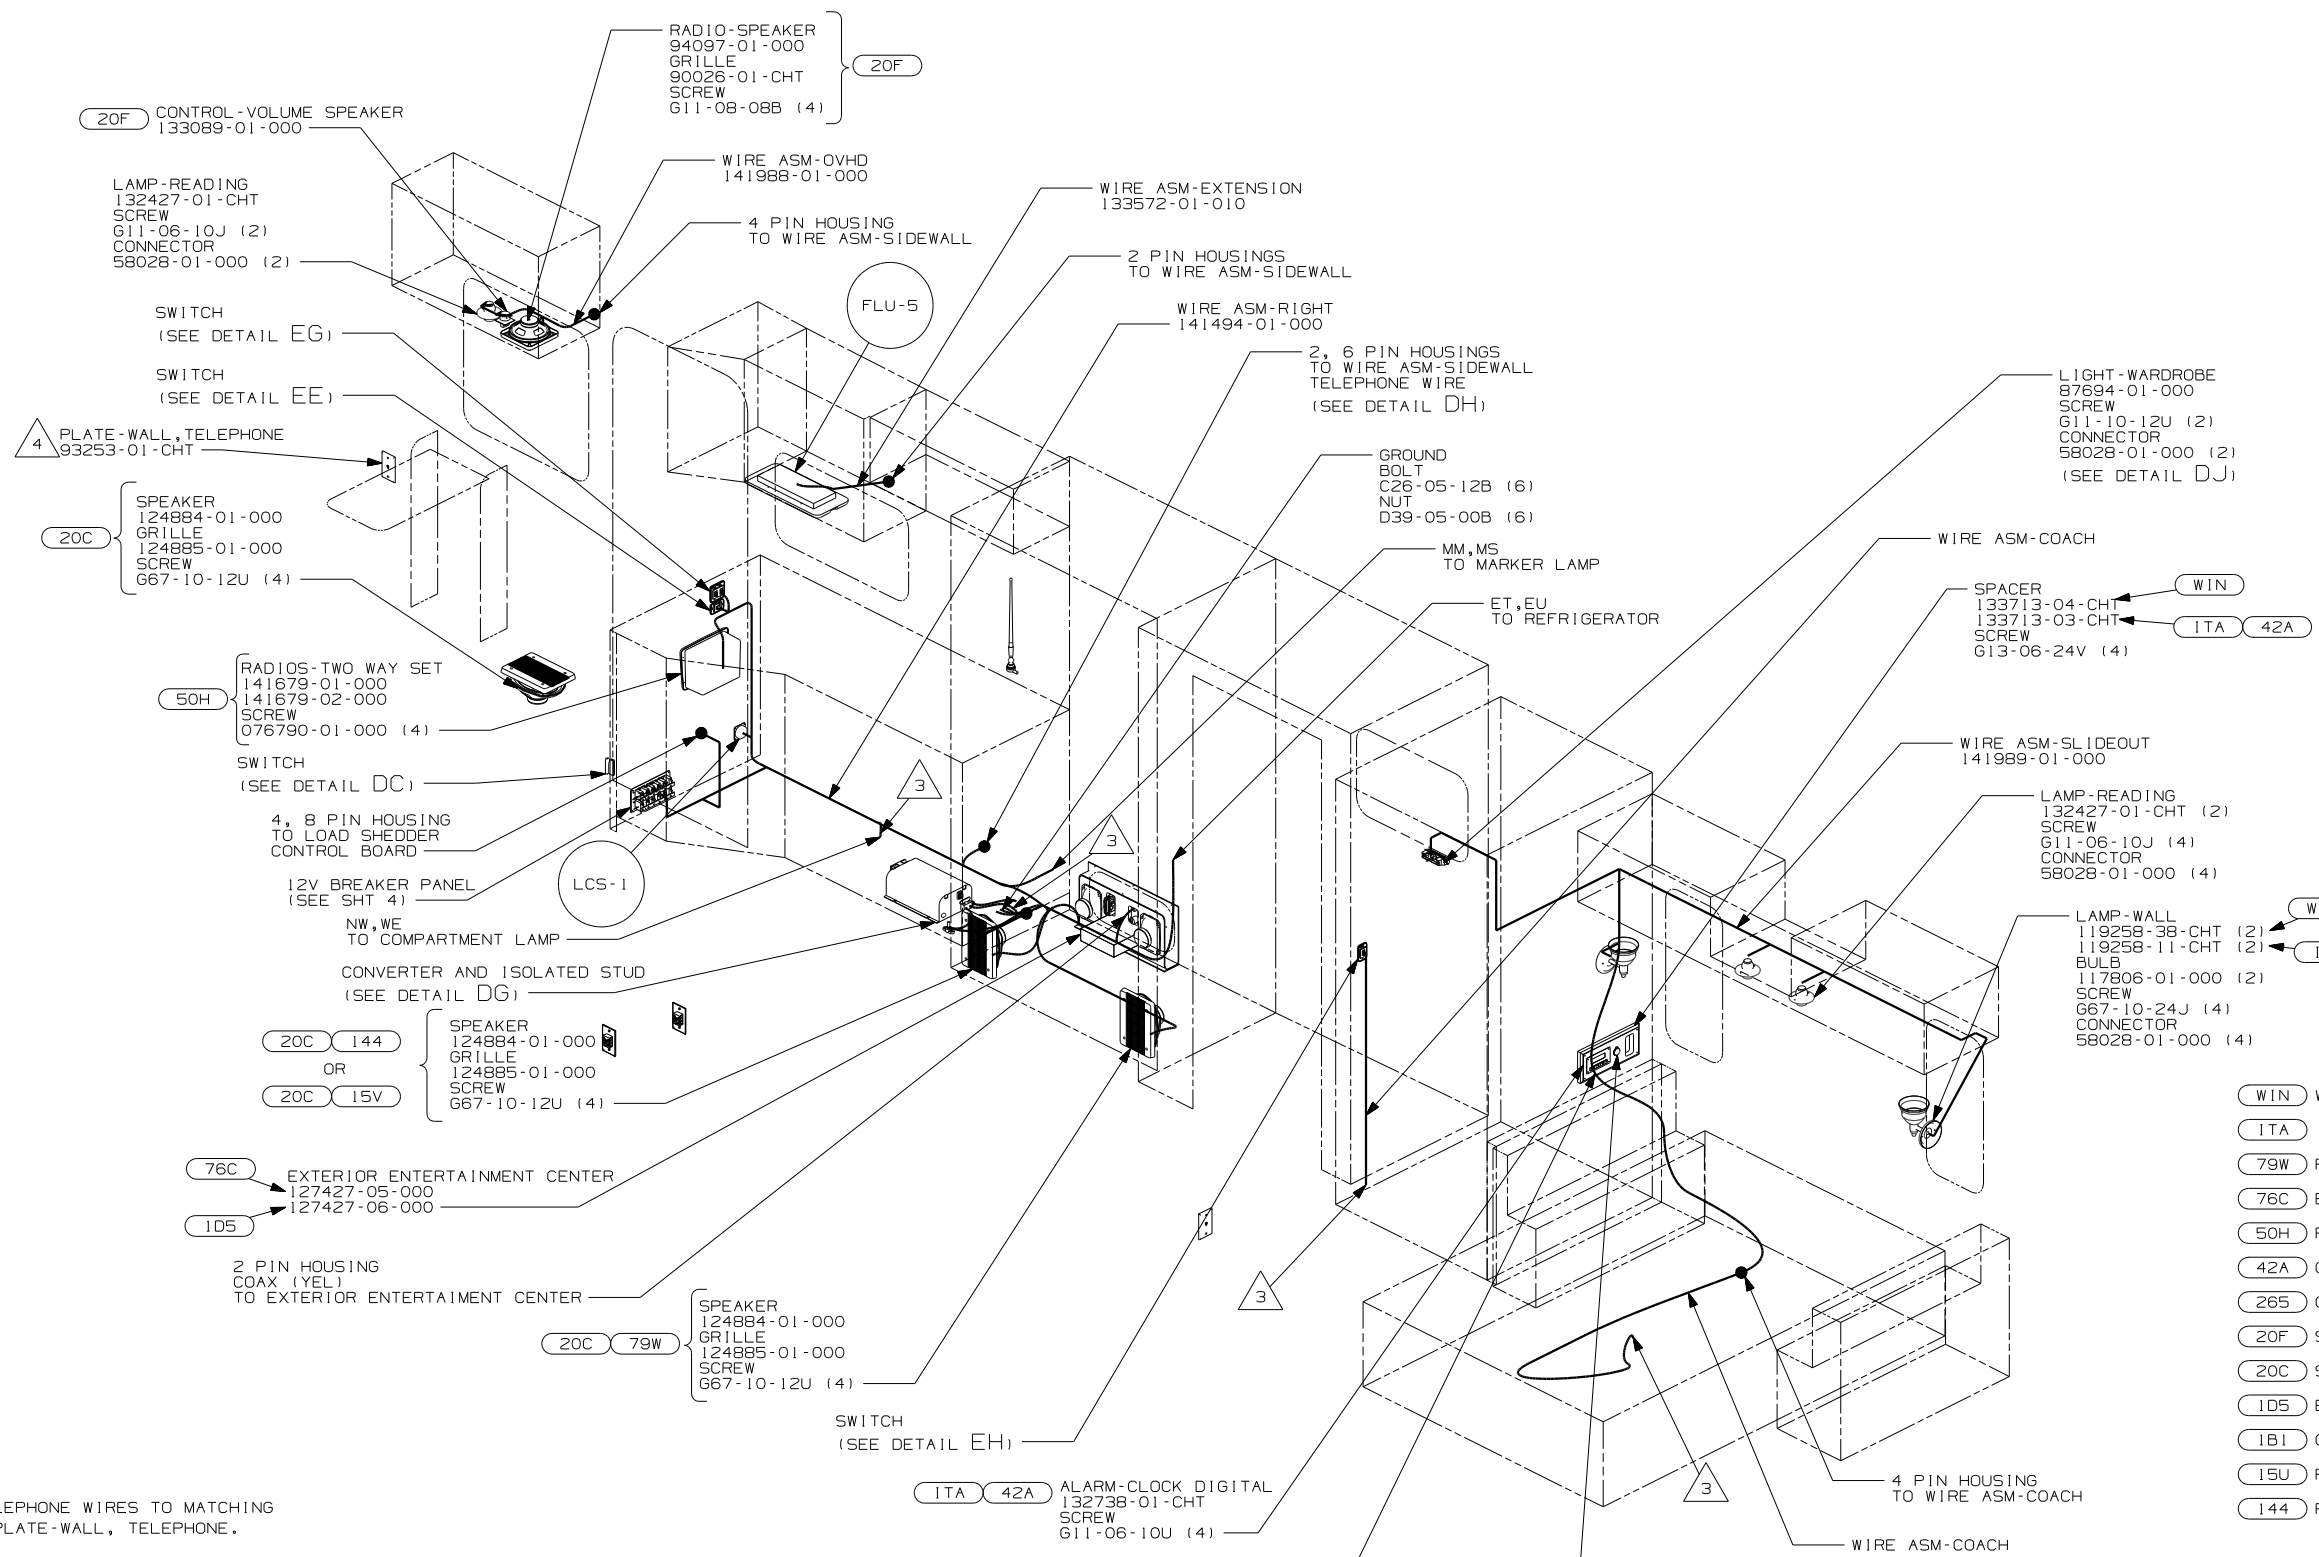 RADIO-SPEAKER
94097-01-000
GRILLE
90026-01-CHT
SCREW
G11-08-08B (4)
20F
20F
CONTROL-VOLUME SPEAKER
133089-01-000
WIRE ASM-OVHD
141988-01-000
LAMP-READING
132427-01-CHT
SCREW
G11-06-10J (2)
CONNECTOR
58028-01-000 (2)
4 PIN HOUSING
TO WIRE ASM-SIDEWALL
WIRE ASM-EXTENSION
133572-01-010
2 PIN HOUSINGS
TO WIRE ASM-SIDEWALL
FLU-5
WIRE ASM-RIGHT
141494-01-000
SWITCH
(SEE DETAIL EG)
2, 6 PIN HOUSINGS
TO WIRE ASM-SIDEWALL
TELEPHONE WIRE
(SEE DETAIL DH)
SWITCH
(SEE DETAIL EE)
LIGHT-WARDROBE
87694-01-000
SCREW
G11-10-12U (2)
CONNECTOR
58028-01-000 (2)
(SEE DETAIL DJ)
4
PLATE-WALL,TELEPHONE
93253-01-CHT
GROUND
BOLT
C26-05-12B (6)
NUT
D39-05-00B (6)
20C
SPEAKER
124884-01-000
GRILLE
124885-01-000
SCREW
G67-10-12U (4)
MM,MS
TO MARKER LAMP
WIRE ASM-COACH
SPACER
133713-04-CHT
133713-03-CHT
SCREW
G13-06-24V (4)
WIN
ITA
42A
ET,EU
TO REFRIGERATOR
50H
RADIOS-TWO WAY SET
141679-01-000
141679-02-000
SCREW
076790-01-000 (4)
WIRE ASM-SLIDEOUT
141989-01-000
SWITCH
(SEE DETAIL DC)
3
LAMP-READING
132427-01-CHT (2)
SCREW
G11-06-10J (4)
CONNECTOR
58028-01-000 (4)
4, 8 PIN HOUSING
TO LOAD SHEDDER
CONTROL BOARD
3
LCS-1
12V BREAKER PANEL
(SEE SHT 4)
NW,WE
TO COMPARTMENT LAMP
LAMP-WALL
119258-38-CHT (2)
119258-11-CHT (2)
BULB
117806-01-000 (2)
SCREW
G67-10-24J (4)
CONNECTOR
58028-01-000 (4)
CONVERTER AND ISOLATED STUD
(SEE DETAIL DG)
20C
144
OR
20C
15V
SPEAKER
124884-01-000
GRILLE
124885-01-000
SCREW
G67-10-12U (4)
76C
1D5
EXTERIOR ENTERTAINMENT CENTER
127427-05-000
127427-06-000
2 PIN HOUSING
COAX (YEL)
TO EXTERIOR ENTERTAIMENT CENTER
20C
79W
SPEAKER
124884-01-000
GRILLE
124885-01-000
SCREW
G67-10-12U (4)
3
SWITCH
(SEE DETAIL EH)
ITA
42A
ALARM-CLOCK DIGITAL
132738-01-CHT
SCREW
G11-06-10U (4)
3
4 PIN HOUSING
TO WIRE ASM-COACH
WIRE ASM-COACH
WIN
ITA
79W
76C
50H
42A
265
20F
20C
1D5
1B1
15U
144
LEPHONE WIRES TO MATCHING
PLATE-WALL, TELEPHONE.